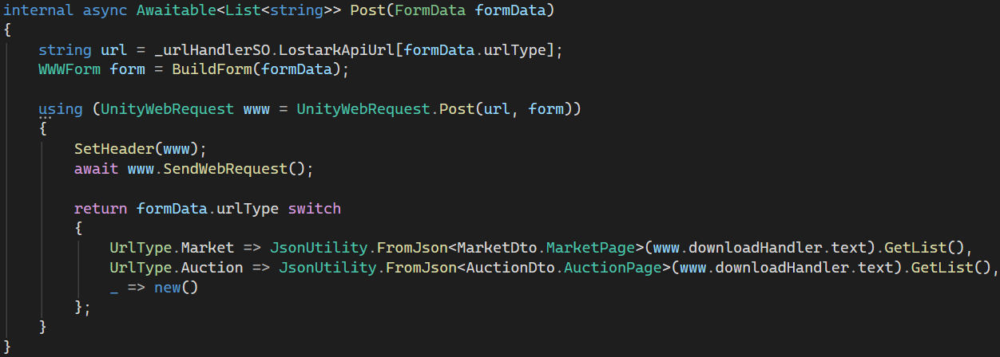 internal async Awaitable<List<string>> Post(FormData formData)
{
    string url = _urlHandlerSO.LostarkApiUrl[formData.urlType];
    WWWForm form = BuildForm(formData);

    using (UnityWebRequest www = UnityWebRequest.Post(url, form))
    {
        SetHeader(www);
        await www.SendWebRequest();

        return formData.urlType switch
        {
            UrlType.Market => JsonUtility.FromJson<MarketDto.MarketPage>(www.downloadHandler.text).GetList(),
            UrlType.Auction => JsonUtility.FromJson<AuctionDto.AuctionPage>(www.downloadHandler.text).GetList(),
            _ => new()
        };
    }
}